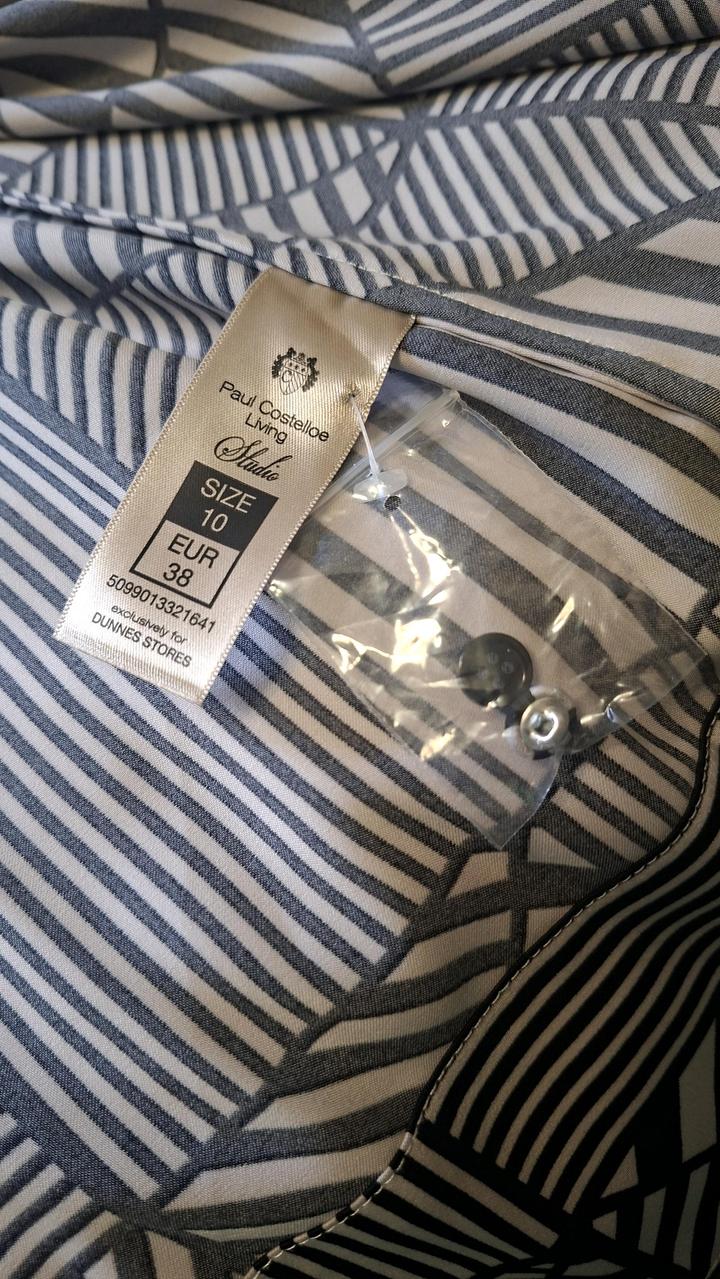 Paul Costelloe
Living
Studio
SIZE
10
EUR
38
5099013321641
exclusively for
DUNNES STORES